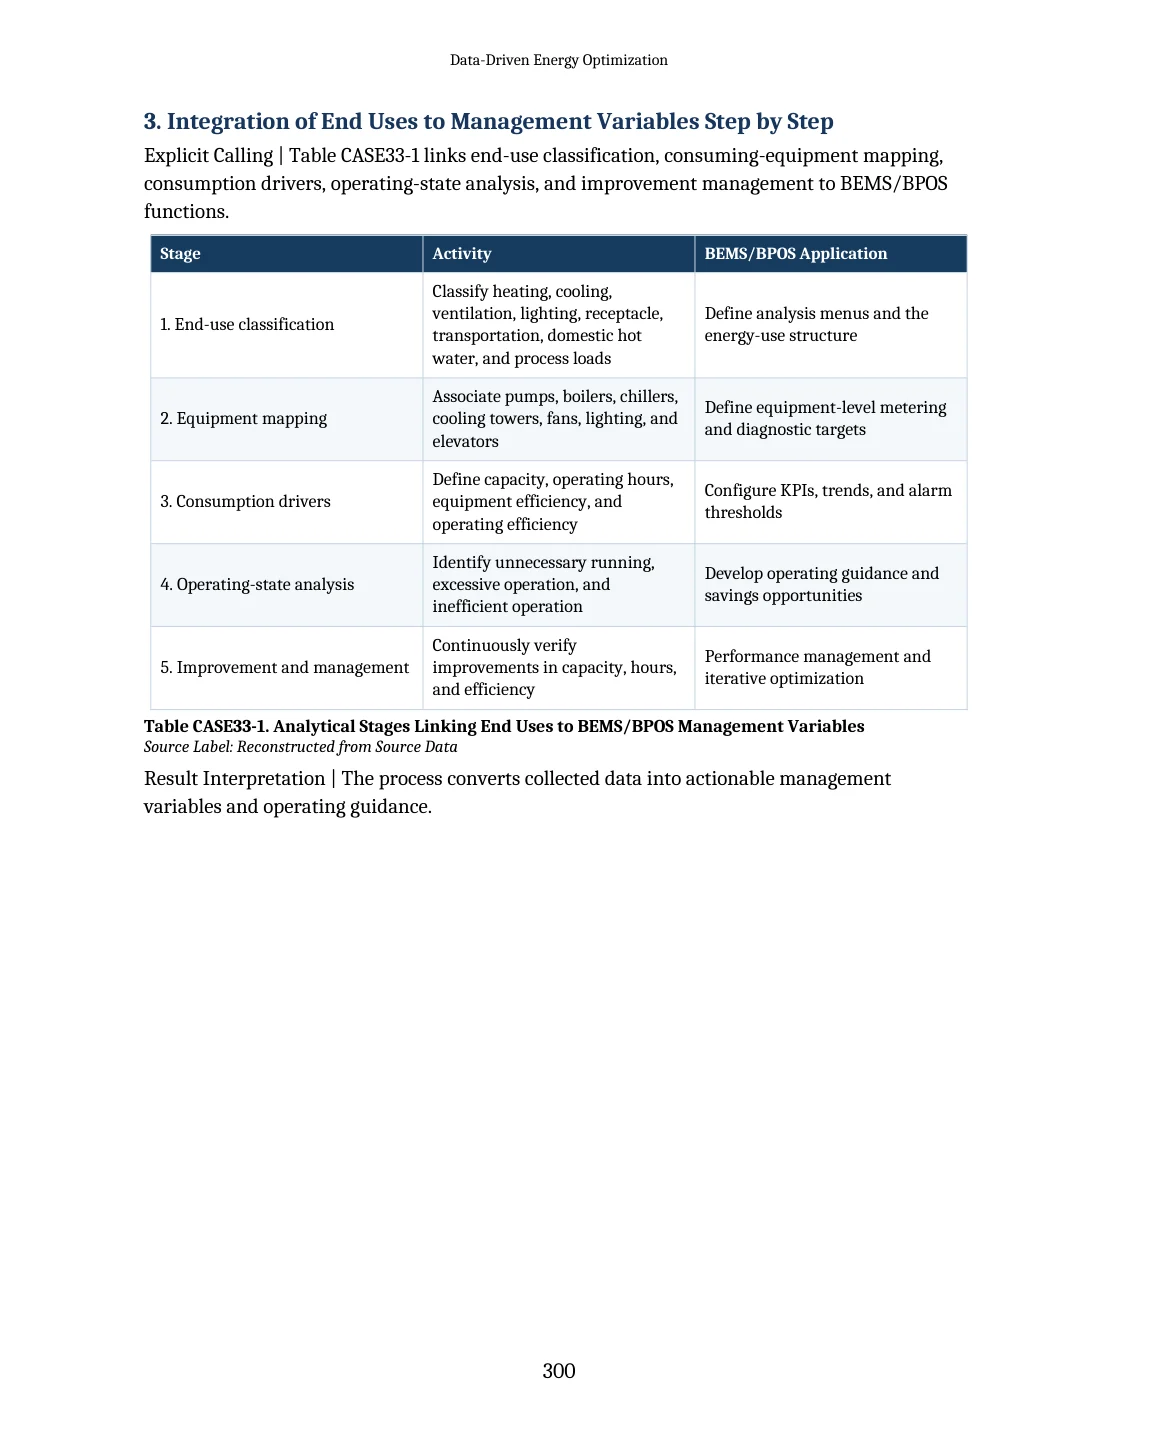 Data-Driven Energy Optimization
3. Integration of End Uses to Management Variables Step by Step
Explicit Calling | Table CASE33-1 links end-use classification, consuming-equipment mapping,
consumption drivers, operating-state analysis, and improvement management to BEMS/BPOS
functions.
Stage
Activity
BEMS/BPOS Application
1. End-use classification
Classify heating, cooling,
ventilation, lighting, receptacle,
transportation, domestic hot
water, and process loads
Define analysis menus and the
energy-use structure
2. Equipment mapping
Associate pumps, boilers, chillers,
cooling towers, fans, lighting, and
elevators
Define equipment-level metering
and diagnostic targets
3. Consumption drivers
Define capacity, operating hours,
equipment efficiency, and
operating efficiency
Configure KPIs, trends, and alarm
thresholds
4. Operating-state analysis
Identify unnecessary running,
excessive operation, and
inefficient operation
Develop operating guidance and
savings opportunities
5. Improvement and management
Continuously verify
improvements in capacity, hours,
and efficiency
Performance management and
iterative optimization
Table CASE33-1. Analytical Stages Linking End Uses to BEMS/BPOS Management Variables
Source Label: Reconstructed from Source Data
Result Interpretation | The process converts collected data into actionable management
variables and operating guidance.
300